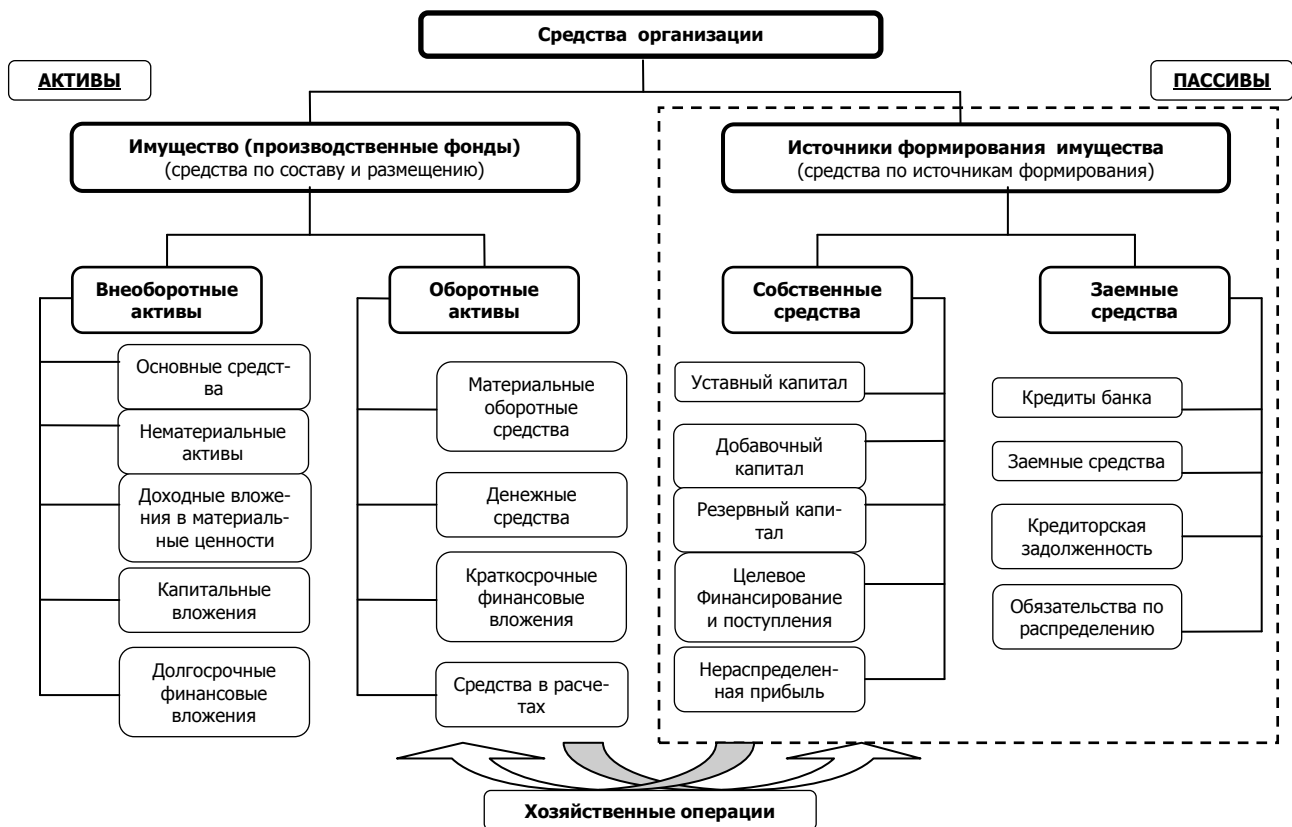 Средства организации
АКТИВЫ
ПАССИВЫ
Имущество (производственные фонды)
(средства по составу и размещению)
Источники формирования имущества
(средства по источникам формирования)
Внеоборотные
активы
Оборотные
активы
Собственные
средства
Заемные
средства
Основные средст-
ва
Нематериальные
активы
Доходные вложе-
ния в материаль-
ные ценности
Капитальные
вложения
Долгосрочные
финансовые
вложения
Материальные
оборотные
средства
Денежные
средства
Краткосрочные
финансовые
вложения
Средства в расче-
тах
Уставный капитал
Добавочный
капитал
Резервный капи-
тал
Целевое
Финансирование
и поступления
Нераспределен-
ная прибыль
Кредиты банка
Заемные средства
Кредиторская
задолженность
Обязательства по
распределению
Хозяйственные операции